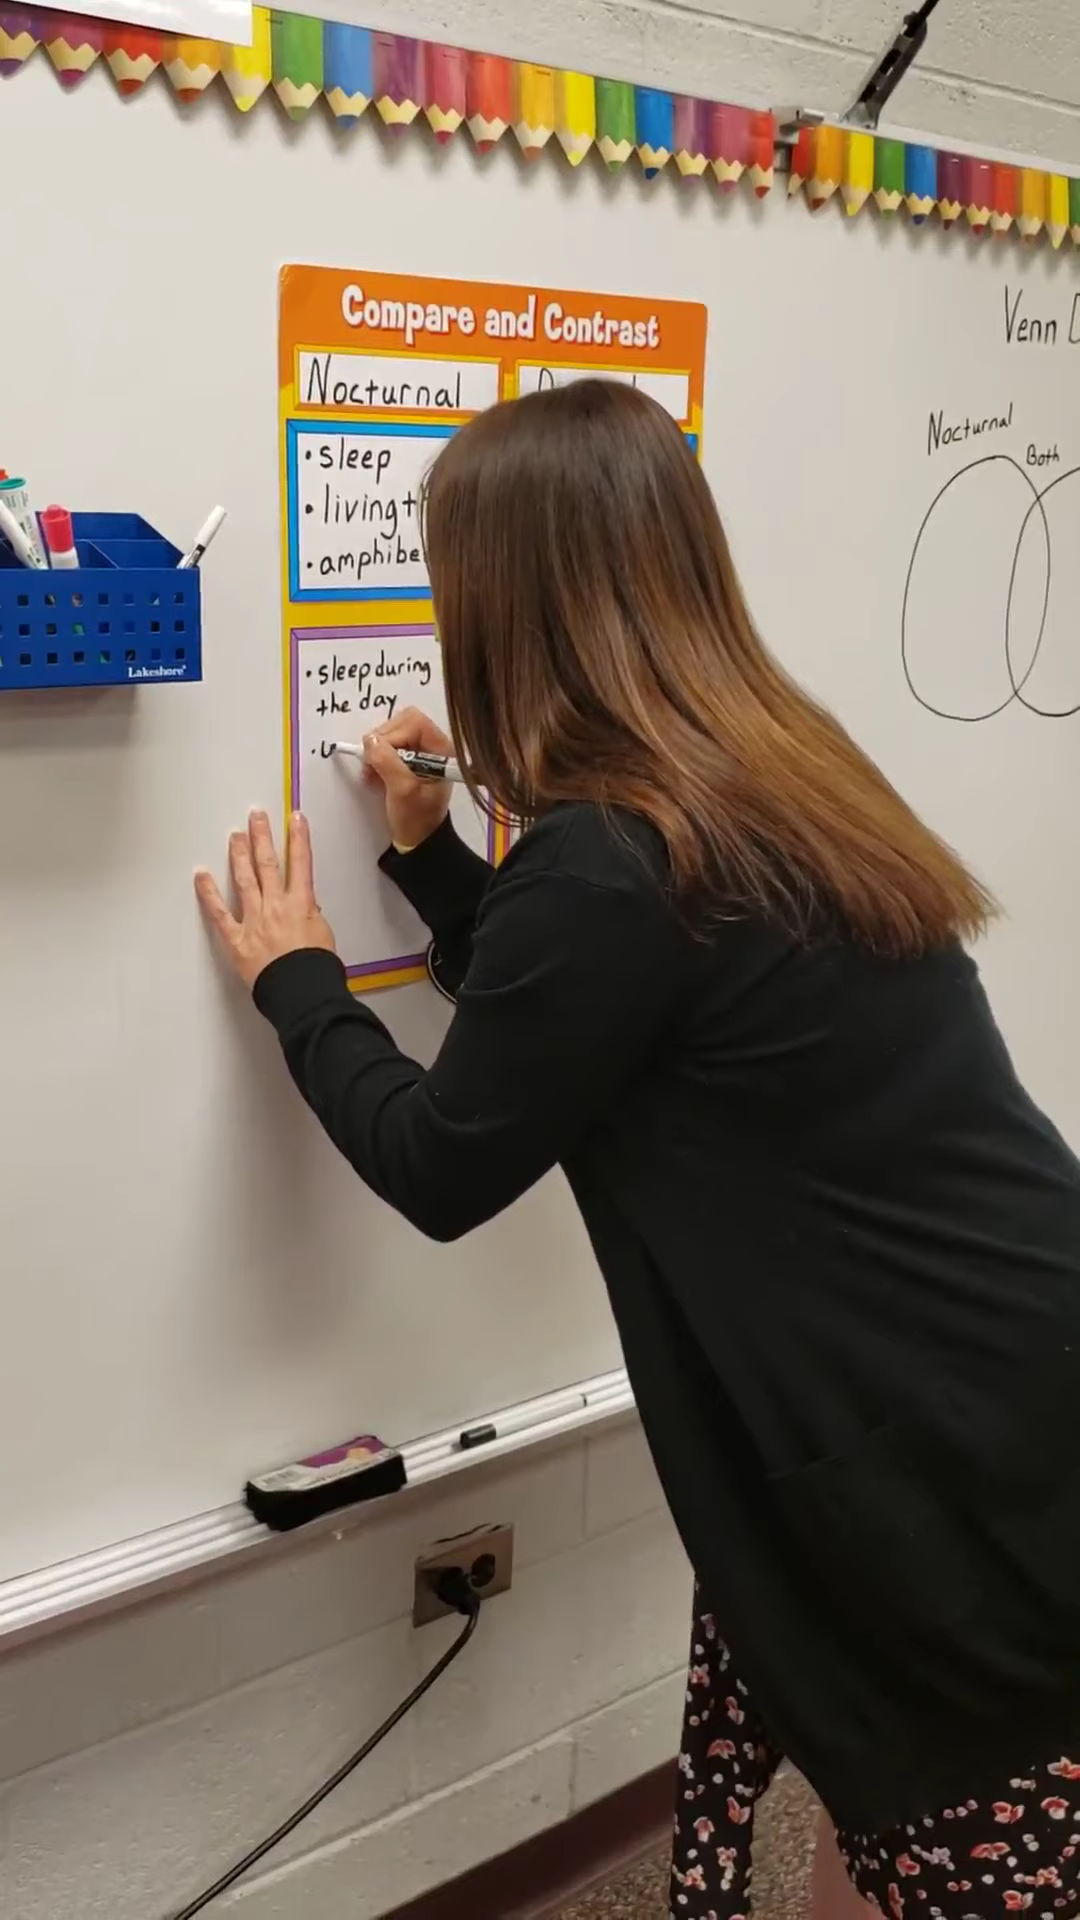 Compare and Contrast
Nocturnal
• sleep
• living
• amphibe
• sleep during
the day
Lakeshore
Venn
Nocturnal
Both